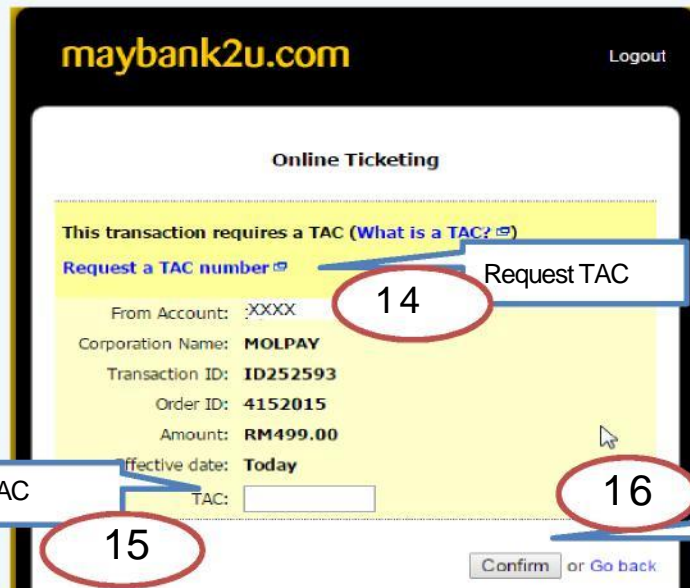 maybank2u.com
Logout
Online Ticketing
This transaction requires a TAC (What is a TAC?)
Request a TAC number
Request TAC
14
From Account: XXXX
Corporation Name: MOLPAY
Transaction ID: ID252593
Order ID: 4152015
Amount: RM499.00
Effective date: Today
AC
TAC:
15
16
Confirm or Go back